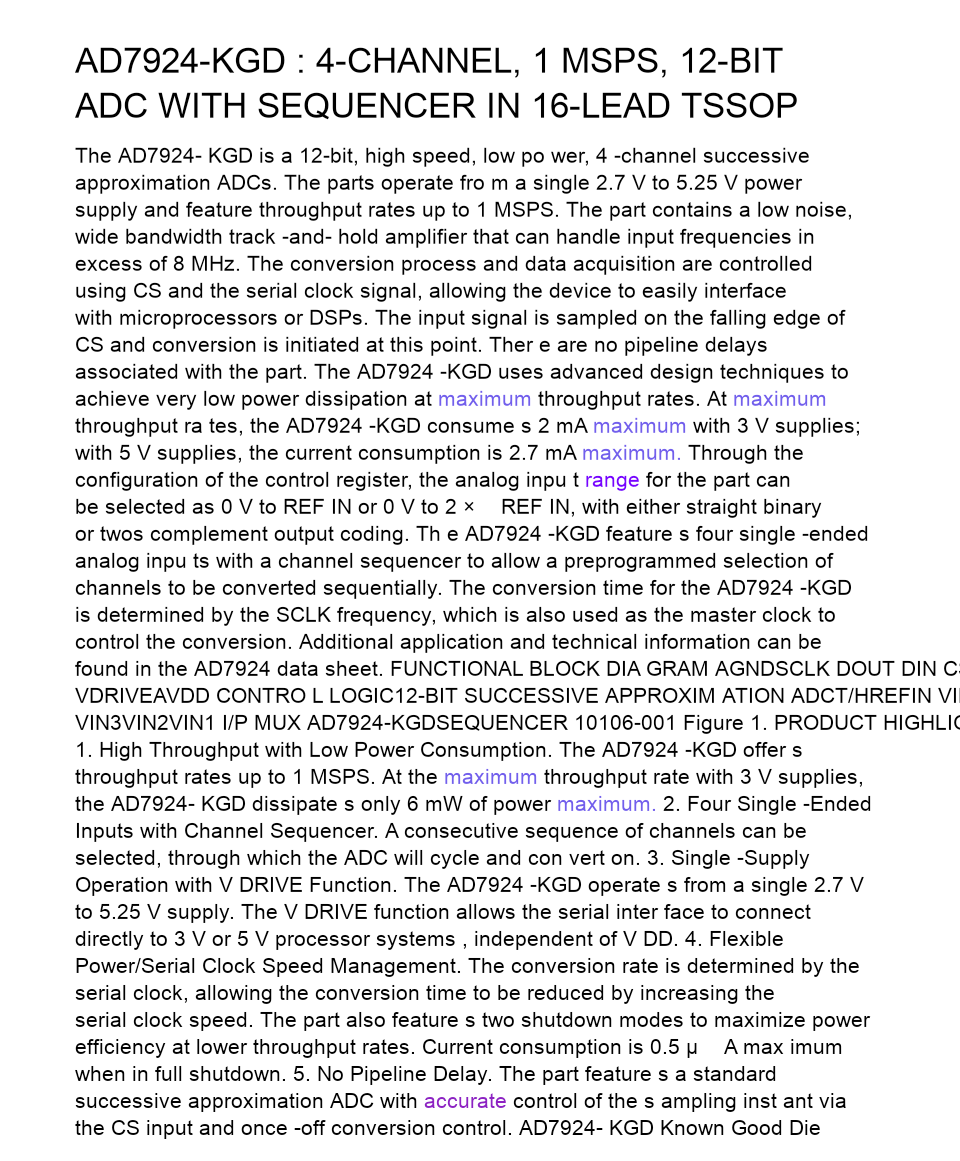 AD7924-KGD : 4-CHANNEL, 1 MSPS, 12-BIT
ADC WITH SEQUENCER IN 16-LEAD TSSOP
The AD7924- KGD is a 12-bit, high speed, low po wer, 4 -channel successive
approximation ADCs. The parts operate fro m a single 2.7 V to 5.25 V power
supply and feature throughput rates up to 1 MSPS. The part contains a low noise,
wide bandwidth track -and- hold amplifier that can handle input frequencies in
excess of 8 MHz. The conversion process and data acquisition are controlled
using CS and the serial clock signal, allowing the device to easily interface
with microprocessors or DSPs. The input signal is sampled on the falling edge of
CS and conversion is initiated at this point. Ther e are no pipeline delays
associated with the part. The AD7924 -KGD uses advanced design techniques to
achieve very low power dissipation at maximum throughput rates. At maximum
throughput ra tes, the AD7924 -KGD consume s 2 mA maximum with 3 V supplies;
with 5 V supplies, the current consumption is 2.7 mA maximum. Through the
configuration of the control register, the analog inpu t range for the part can
be selected as 0 V to REF IN or 0 V to 2 × REF IN, with either straight binary
or twos complement output coding. Th e AD7924 -KGD feature s four single -ended
analog inpu ts with a channel sequencer to allow a preprogrammed selection of
channels to be converted sequentially. The conversion time for the AD7924 -KGD
is determined by the SCLK frequency, which is also used as the master clock to
control the conversion. Additional application and technical information can be
found in the AD7924 data sheet. FUNCTIONAL BLOCK DIA GRAM AGNDSCLK DOUT DIN
VDRIVEAVDD CONTRO L LOGIC12-BIT SUCCESSIVE APPROXIM ATION ADCT/HREFIN
VIN3VIN2VIN1 I/P MUX AD7924-KGDSEQUENCER 10106-001 Figure 1. PRODUCT
1. High Throughput with Low Power Consumption. The AD7924 -KGD offer s
throughput rates up to 1 MSPS. At the maximum throughput rate with 3 V supplies,
the AD7924- KGD dissipate s only 6 mW of power maximum. 2. Four Single -Ended
Inputs with Channel Sequencer. A consecutive sequence of channels can be
selected, through which the ADC will cycle and con vert on. 3. Single -Supply
Operation with V DRIVE Function. The AD7924 -KGD operate s from a single 2.7 V
to 5.25 V supply. The V DRIVE function allows the serial inter face to connect
directly to 3 V or 5 V processor systems , independent of V DD. 4. Flexible
Power/Serial Clock Speed Management. The conversion rate is determined by the
serial clock, allowing the conversion time to be reduced by increasing the
serial clock speed. The part also feature s two shutdown modes to maximize power
efficiency at lower throughput rates. Current consumption is 0.5 μ A max imum
when in full shutdown. 5. No Pipeline Delay. The part feature s a standard
successive approximation ADC with accurate control of the s ampling inst ant via
the CS input and once -off conversion control. AD7924- KGD Known Good Die